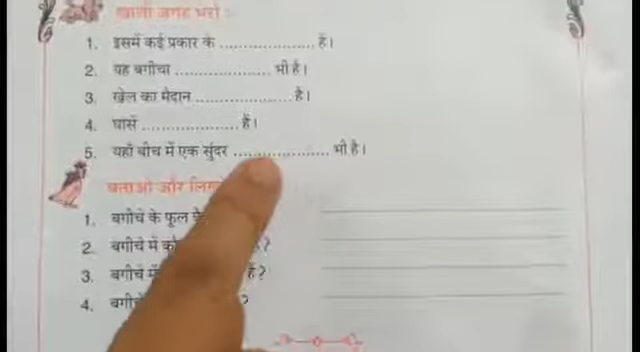 खाली जगह भरो :
1. इसमें कई प्रकार के .................... हैं।
2. यह बगीचा .................... भी है।
3. खेल का मैदान .................... है।
4. घासें .................... हैं।
5. यहाँ बीच में एक सुंदर .................... भी है।
बताओ और
1. बगीचे के फूल
2. बगीचे में ?
3. बगीचे में हैं?
4. ?